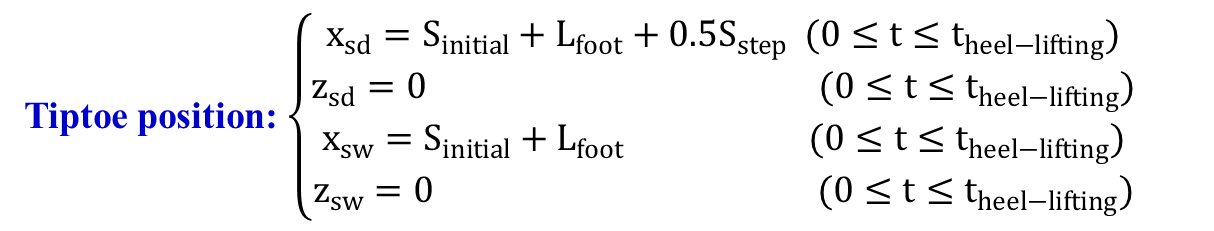 x_sd = S_initial + L_foot + 0.5S_step (0 ≤ t ≤ t_heel−lifting)
z_sd = 0 (0 ≤ t ≤ t_heel−lifting)
Tiptoe position:
x_sw = S_initial + L_foot (0 ≤ t ≤ t_heel−lifting)
z_sw = 0 (0 ≤ t ≤ t_heel−lifting)